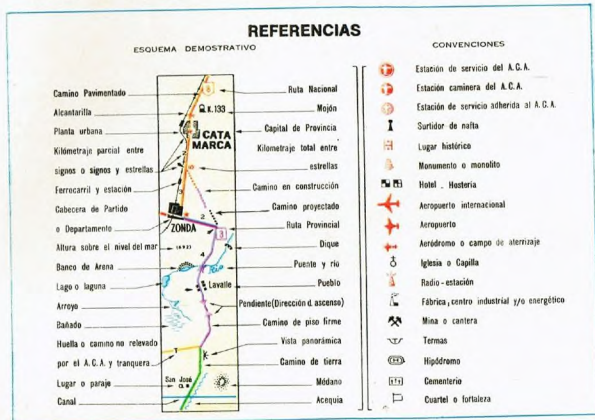 REFERENCIAS
ESQUEMA DEMOSTRATIVO
Camino Pavimentado
Alcantarilla
Planta urbana
Kilómetraje parcial entre
signos o signos y estrellas
Ferrocarril y estación
Cabecera de Partido
o Departamento
Altura sobre el nivel del mar
Banco de Arena
Lago o laguna
Arroyo
Bañado
Huella o camino no relevado
por el A.C.A. y tranquera
Lugar o paraje
Canal
K.133
CATA
MARCA
2
3
ZONDA
2
3
4
Lavalle
San José
Ruta Nacional
Mojón
Capital de Provincia
Kilometraje total entre
estrellas
Camino en construcción
Camino proyectado
Ruta Provincial
Dique
Puente y río
Pueblo
Pendiente(Dirección d. ascenso)
Camino de piso firme
Vista panorámica
Camino de tierra
Médano
Acequia
CONVENCIONES
Estación de servicio del A.C.A.
Estación caminera del A.C.A.
Estación de servicio adherida al A.C.A.
Surtidor de nafta
Lugar histórico
Monumento o monolito
Hotel . Hostería
Aeropuerto internacional
Aeropuerto
Aeródromo o campo de aterrizaje
Iglesia o Capilla
Radio-estación
Fábrica, centro industrial y/o energético
Mina o cantera
Termas
Hipódromo
Cementerio
Cuartel o fortaleza